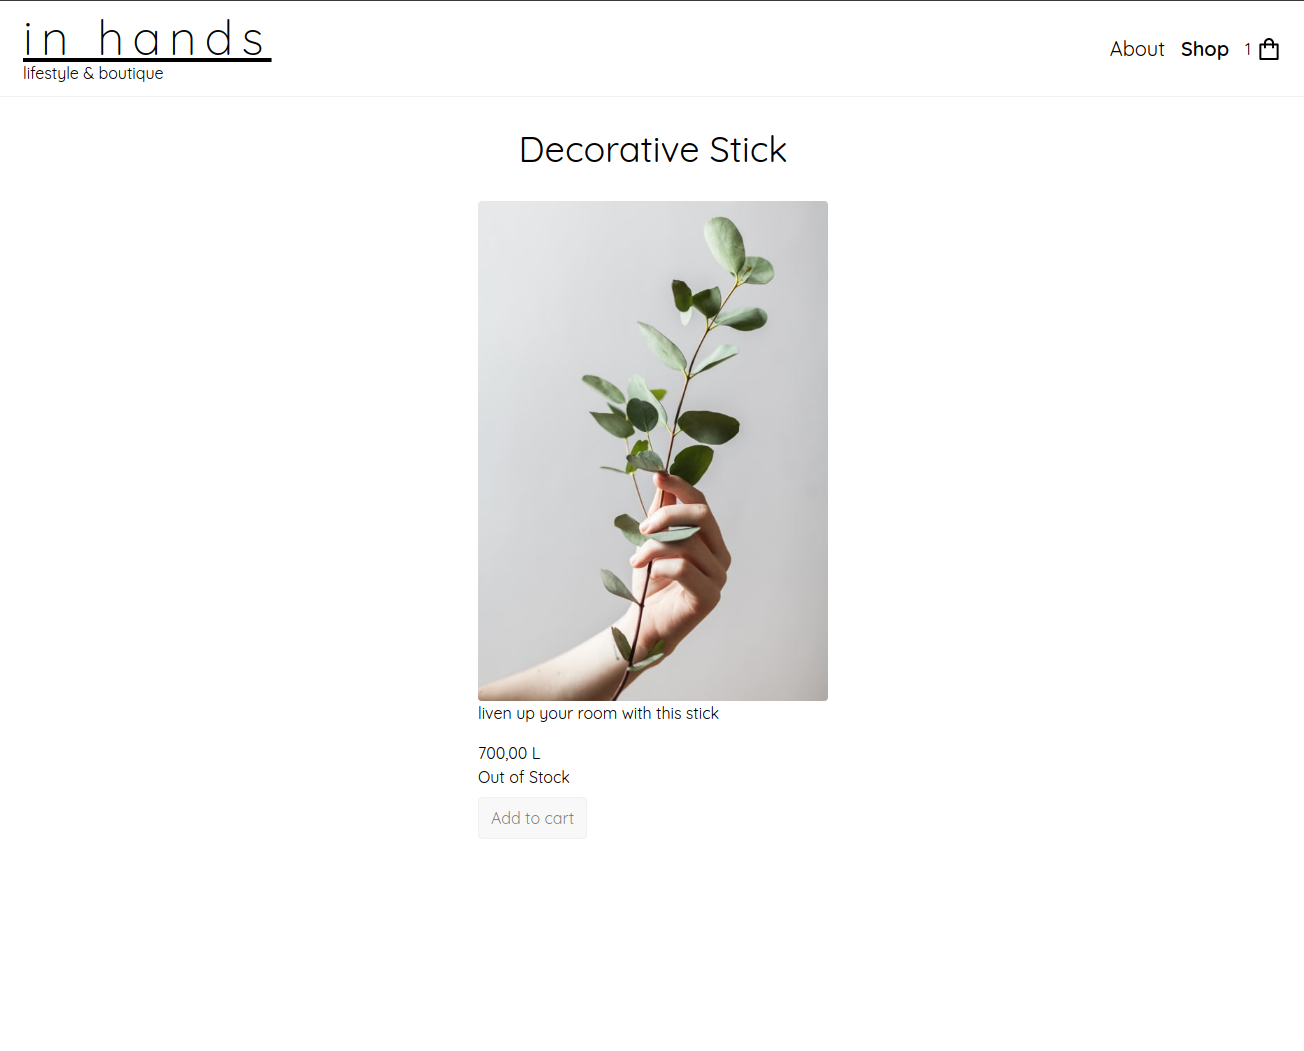 in hands
lifestyle & boutique
About Shop 1
Decorative Stick
liven up your room with this stick
700,00 L
Out of Stock
Add to cart